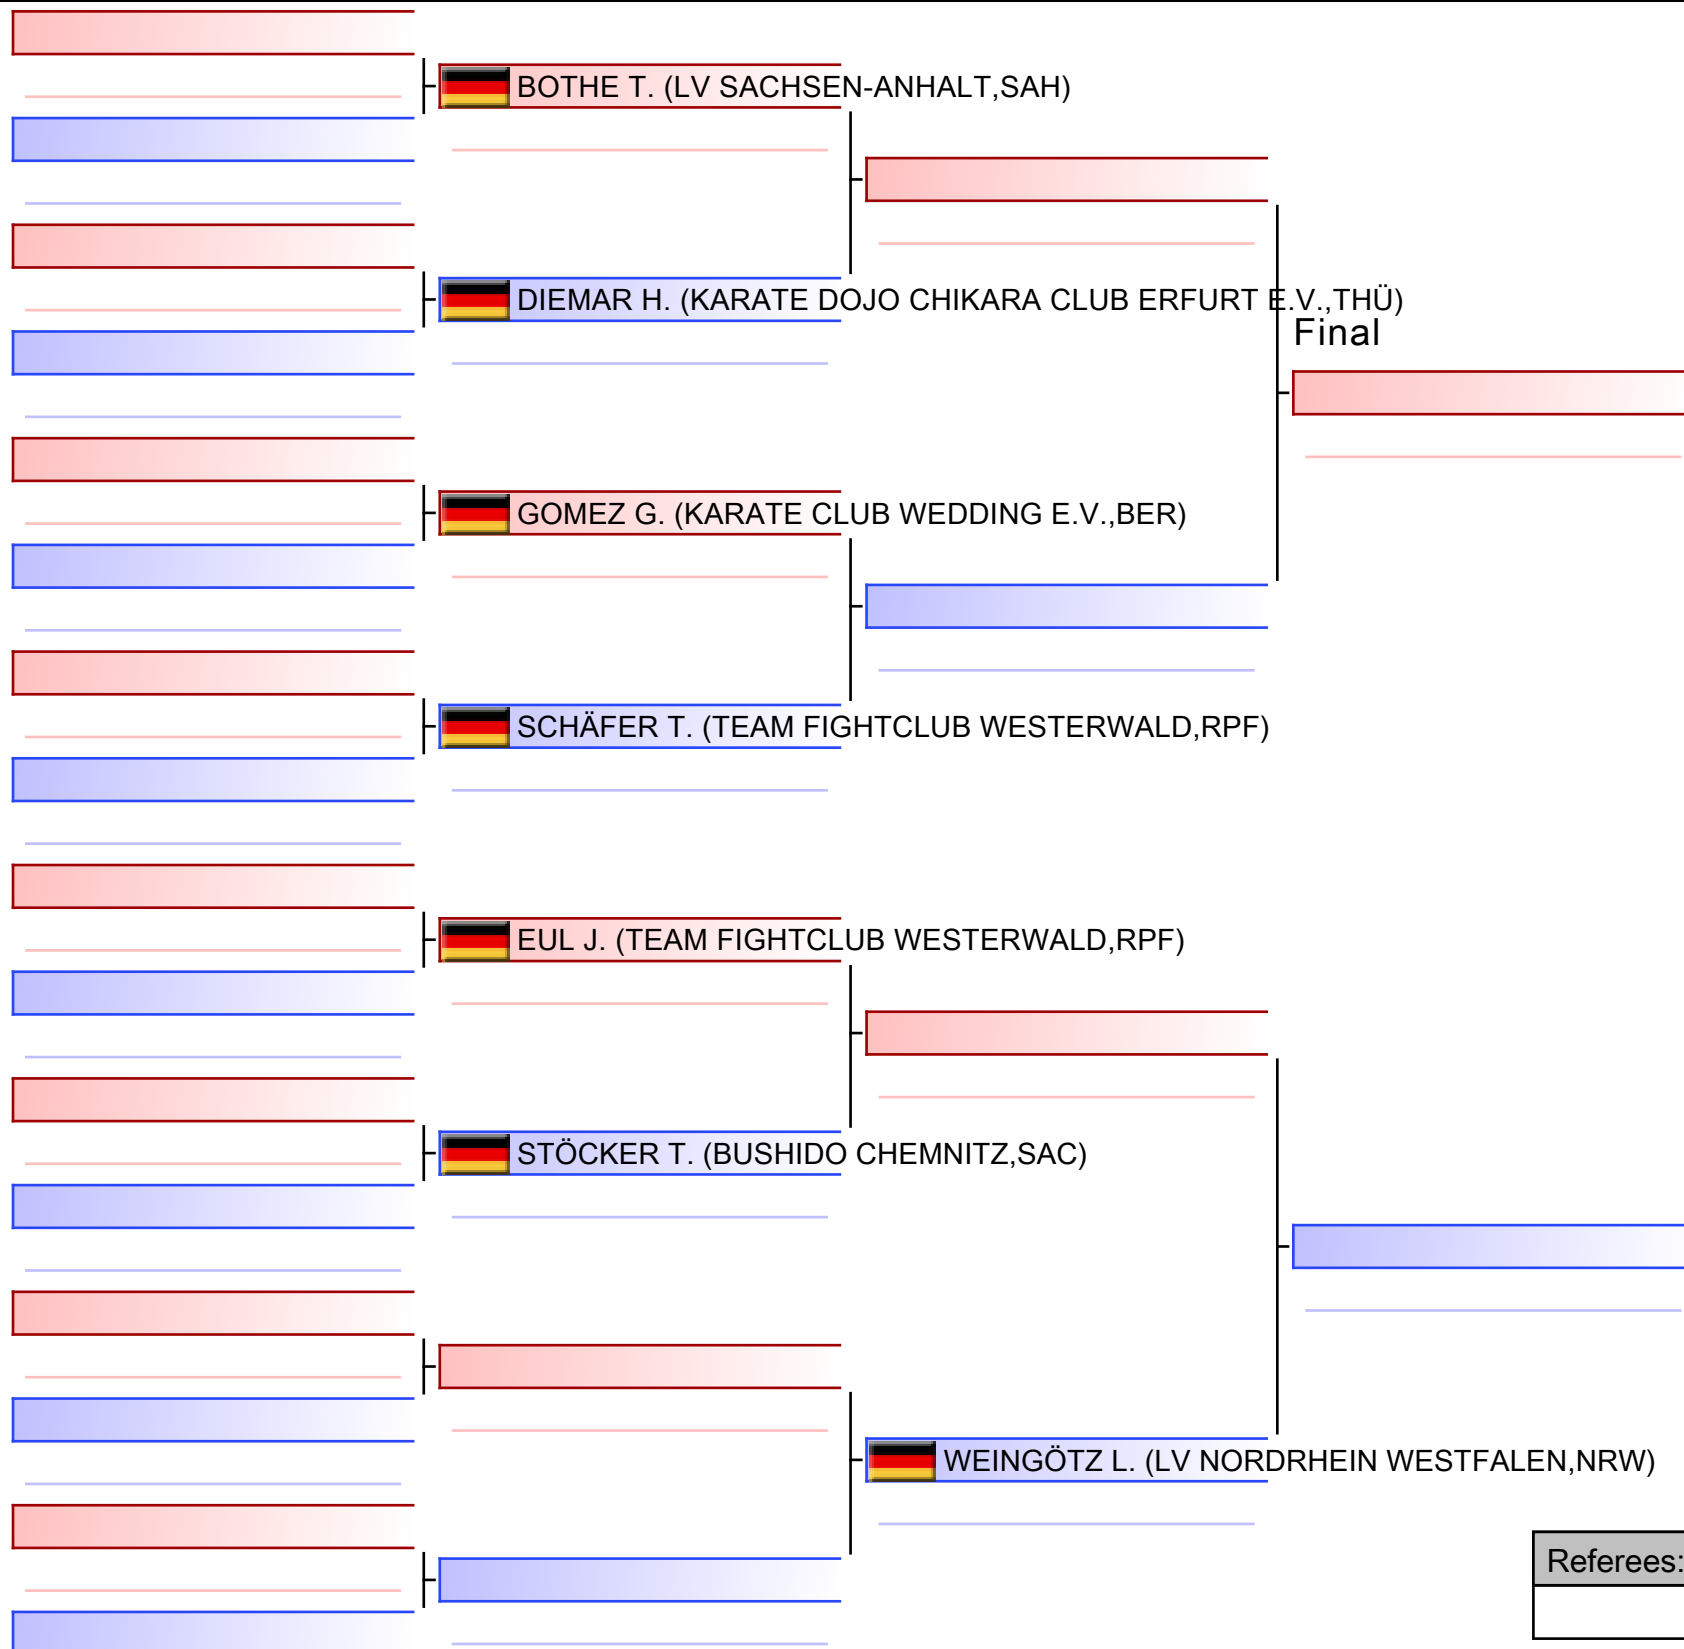 BOTHE T. (LV SACHSEN-ANHALT,SAH)
DIEMAR H. (KARATE DOJO CHIKARA CLUB ERFURT E.V.,THÜ)
Final
GOMEZ G. (KARATE CLUB WEDDING E.V.,BER)
SCHÄFER T. (TEAM FIGHTCLUB WESTERWALD,RPF)
EUL J. (TEAM FIGHTCLUB WESTERWALD,RPF)
STÖCKER T. (BUSHIDO CHEMNITZ,SAC)
WEINGÖTZ L. (LV NORDRHEIN WESTFALEN,NRW)
Referees: